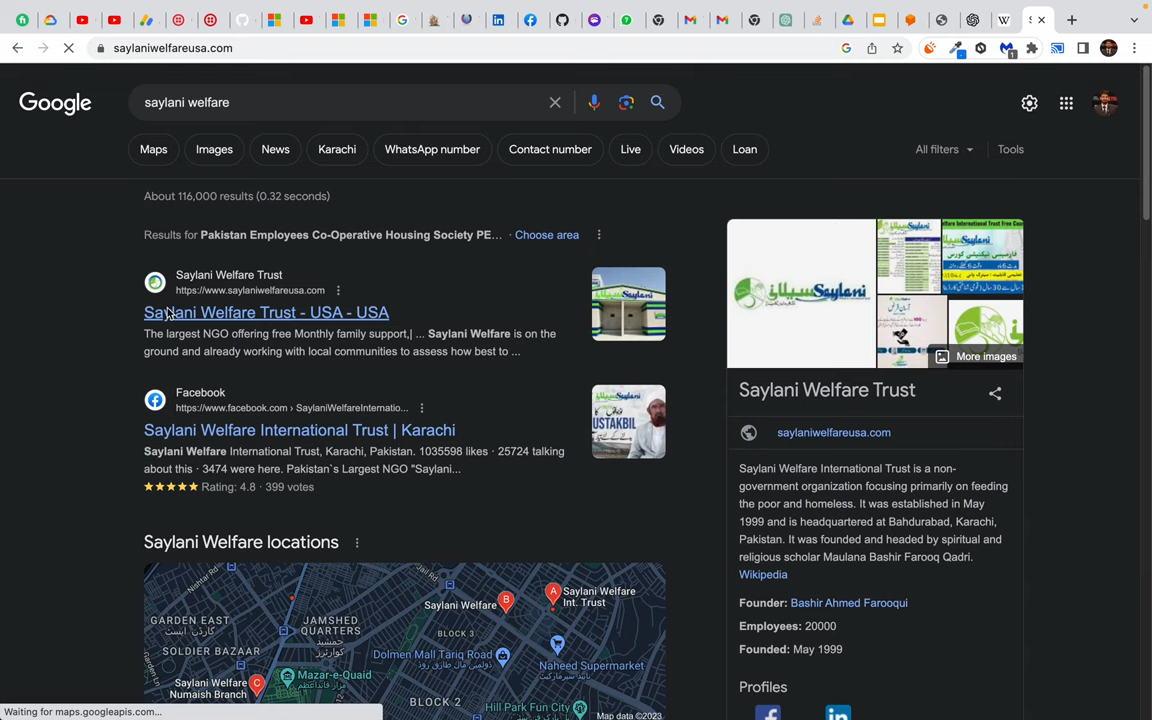 saylaniwelfareusa.com
Google
saylani welfare
Maps
Images
News
Karachi
WhatsApp number
Contact number
Live
Videos
Loan
All filters
Tools
About 116,000 results (0.32 seconds)
Results for Pakistan Employees Co-Operative Housing Society PE... · Choose area
Saylani Welfare Trust
https://www.saylaniwelfareusa.com
Saylani Welfare Trust - USA - USA
The largest NGO offering free Monthly family support,| ... Saylani Welfare is on the
ground and already working with local communities to assess how best to ...
Facebook
https://www.facebook.com › SaylaniWelfareInternatio...
Saylani Welfare International Trust | Karachi
Saylani Welfare International Trust, Karachi, Pakistan. 1035598 likes · 25724 talking
about this · 3474 were here. Pakistan`s Largest NGO "Saylani...
Rating: 4.8 · 399 votes
USTAKBIL
Saylani Welfare locations
GARDEN EAST
SOLDIER BAZAAR
JAMSHED
QUARTERS
Jail Rd
BLOCK 3
Saylani Welfare
Saylani Welfare
Int. Trust
Dolmen Mall Tariq Road
Naheed Supermarket
Mazar-e-Quaid
Saylani Welfare
Numaish Branch
BLOCK 2
Hill Park Fun City
Map data ©2023
Saylani سیلانی
More images
Saylani Welfare Trust
saylaniwelfareusa.com
Saylani Welfare International Trust is a non-
government organization focusing primarily on feeding
the poor and homeless. It was established in May
1999 and is headquartered at Bahdurabad, Karachi,
Pakistan. It was founded and headed by spiritual and
religious scholar Maulana Bashir Farooq Qadri.
Wikipedia
Founder: Bashir Ahmed Farooqui
Employees: 20000
Founded: May 1999
Profiles
Waiting for maps.googleapis.com...